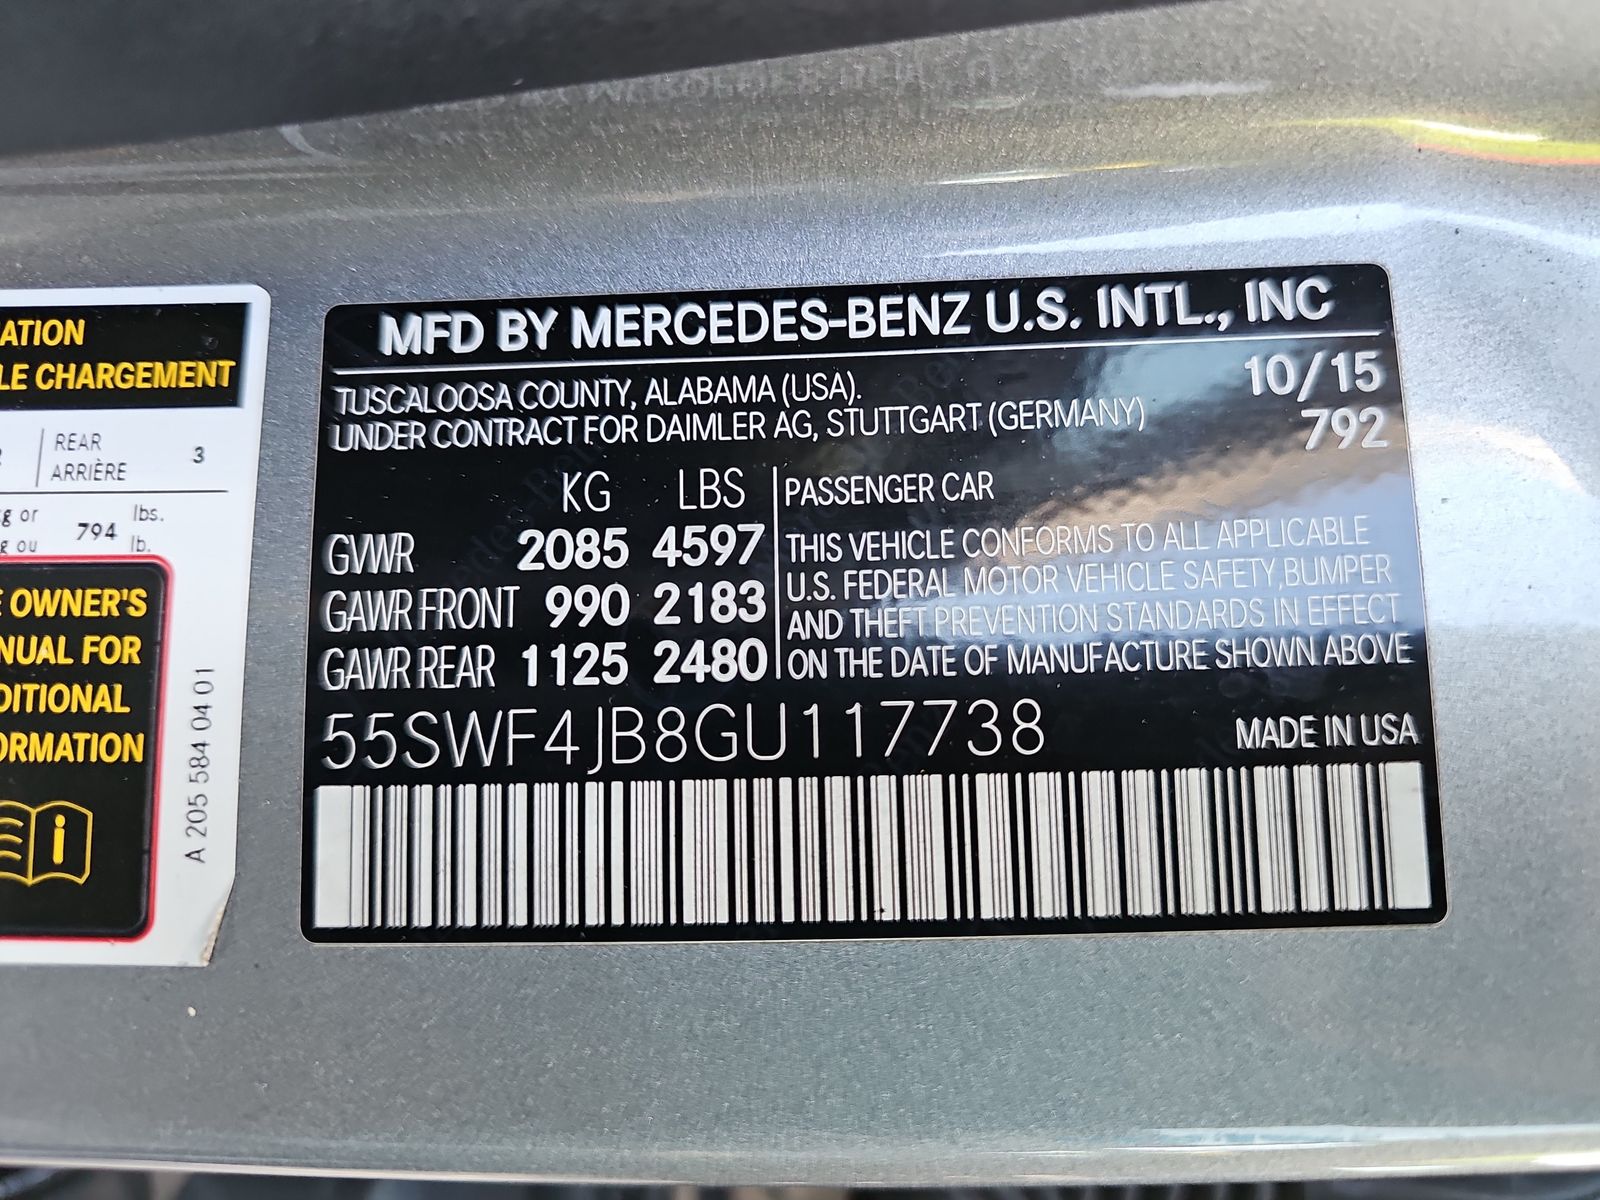 ATION
LE CHARGEMENT
REAR
ARRIÈRE 3
g or 794 lbs.
g ou lb.
E OWNER'S
NUAL FOR
DITIONAL
ORMATION
i
A 205 584 04 01
MFD BY MERCEDES-BENZ U.S. INTL., INC
TUSCALOOSA COUNTY, ALABAMA (USA). 10/15
UNDER CONTRACT FOR DAIMLER AG, STUTTGART (GERMANY) 792
KG LBS PASSENGER CAR
GVWR 2085 4597 THIS VEHICLE CONFORMS TO ALL APPLICABLE
U.S. FEDERAL MOTOR VEHICLE SAFETY, BUMPER
GAWR FRONT 990 2183 AND THEFT PREVENTION STANDARDS IN EFFECT
GAWR REAR 1125 2480 ON THE DATE OF MANUFACTURE SHOWN ABOVE
55SWF4JB8GU117738 MADE IN USA